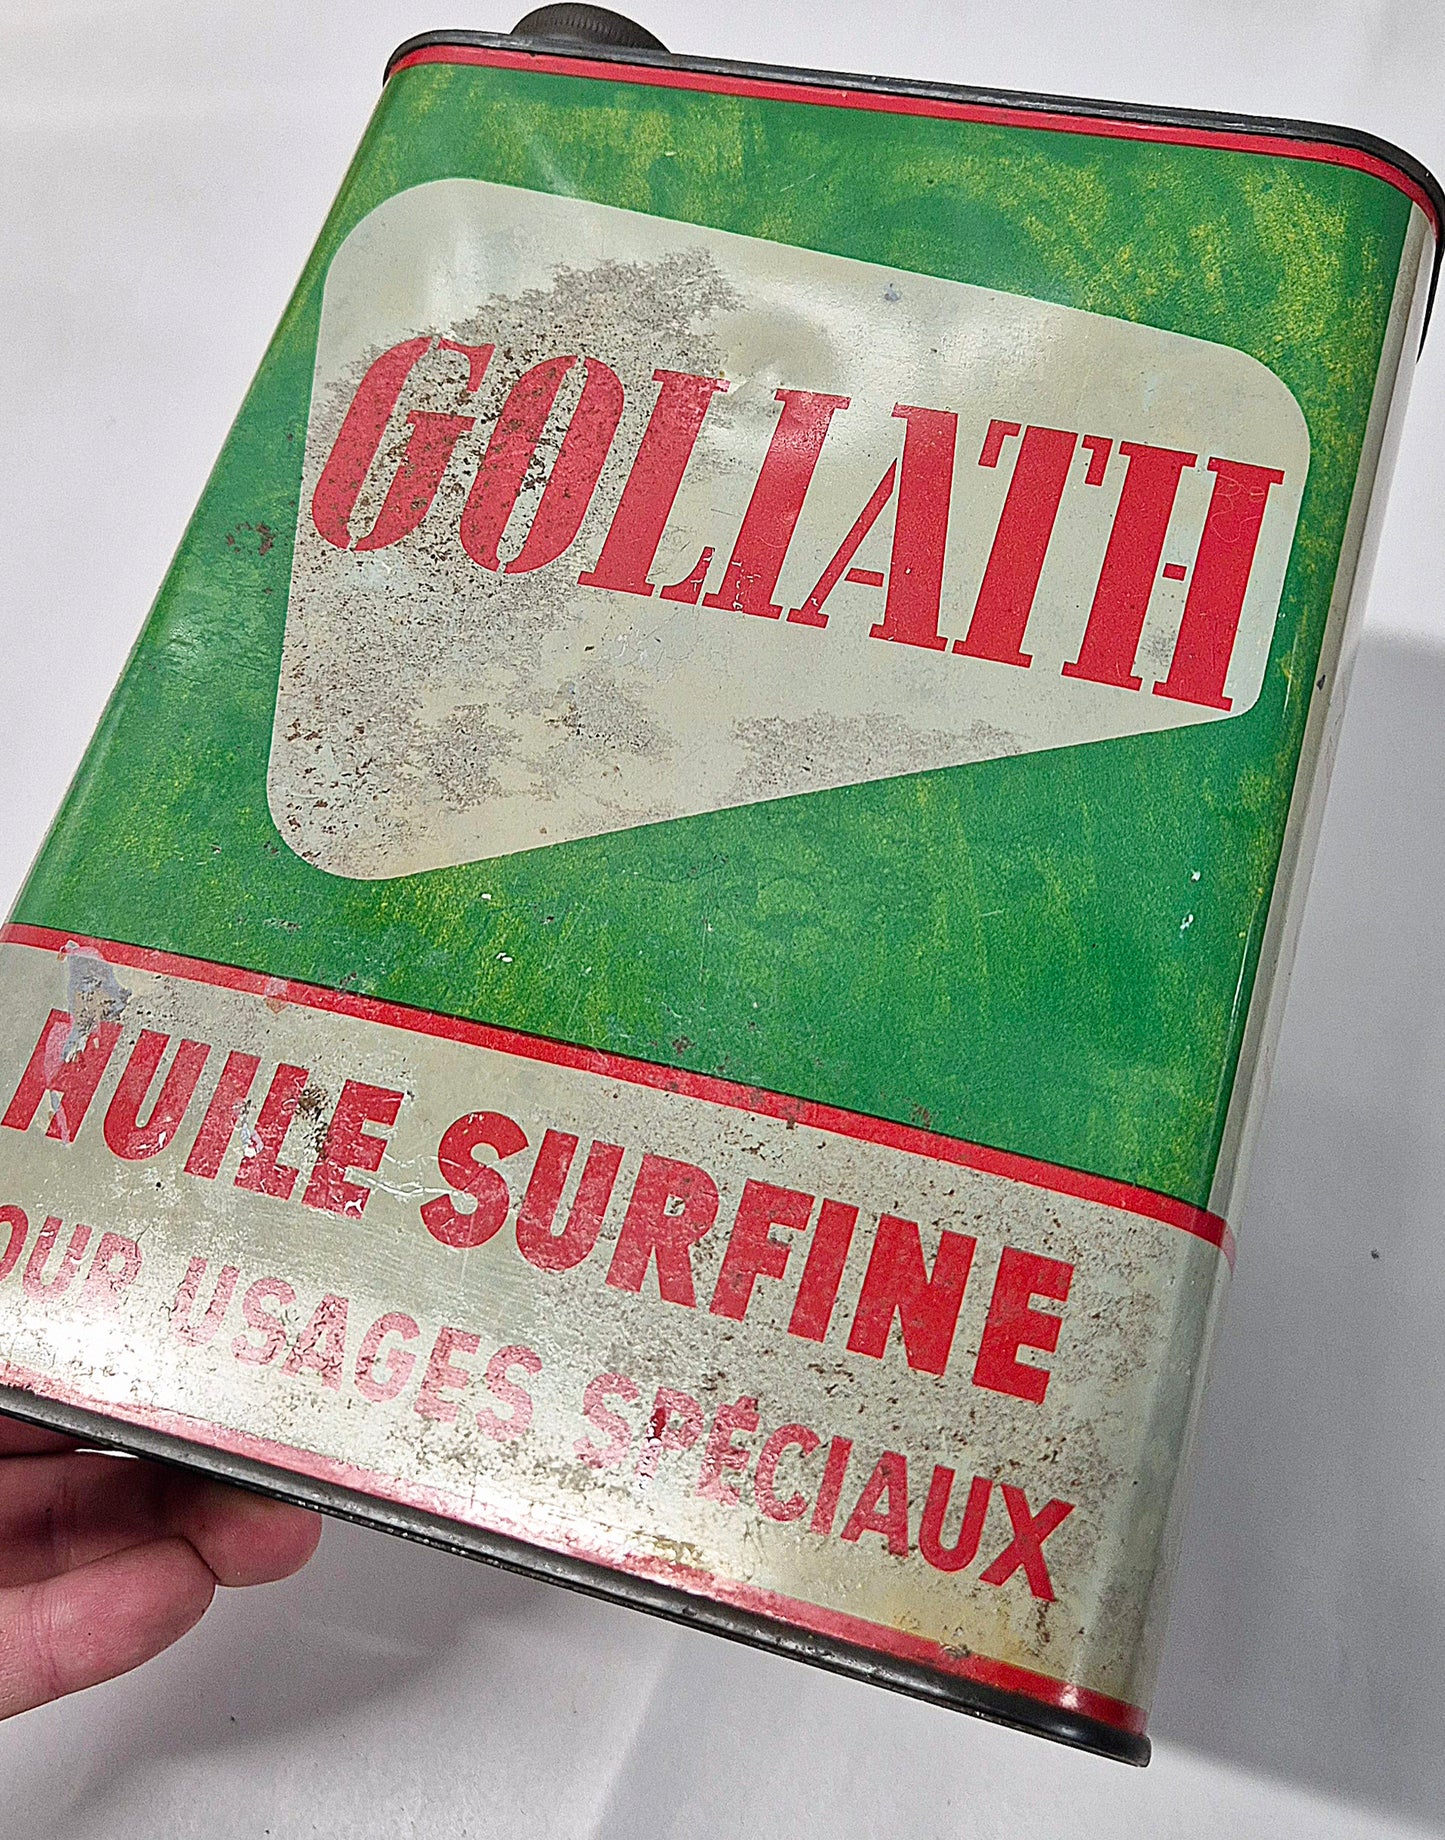 GOLIATH
HUILE SURFINE
OUR USAGES SPÉCIAUX